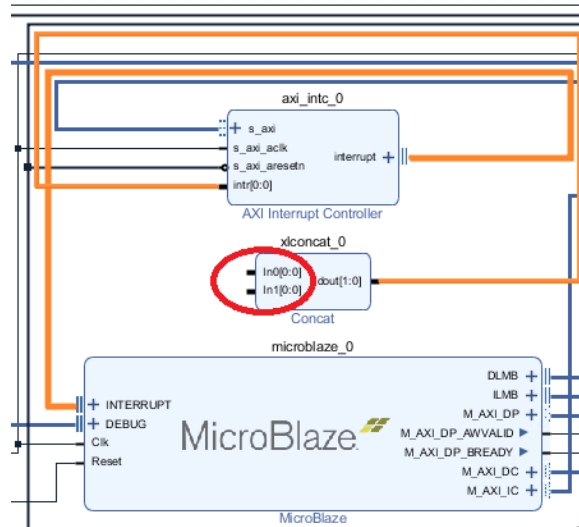 axi_intc_0
s_axi
s_axi_aclk
s_axi_aresetn
intr[0:0]
interrupt
AXI Interrupt Controller
xlconcat_0
In0[0:0]
In1[0:0]
dout[1:0]
Concat
microblaze_0
INTERRUPT
DEBUG
Clk
Reset
MicroBlaze
DLMB
ILMB
M_AXI_DP
M_AXI_DP_AWVALID
M_AXI_DP_BREADY
M_AXI_DC
M_AXI_IC
MicroBlaze